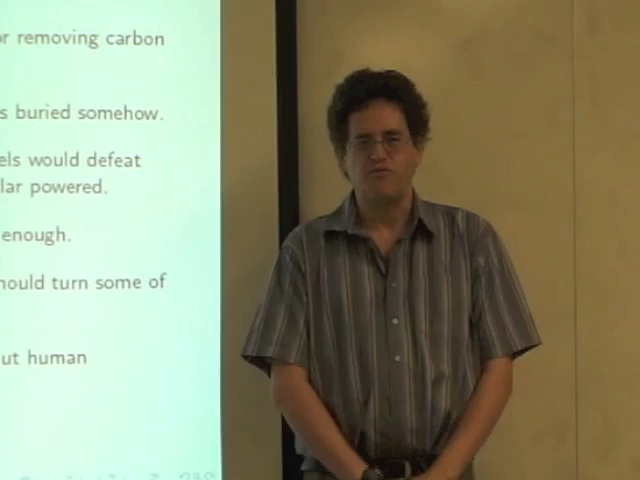 or removing carbon
s buried somehow.
els would defeat
lar powered.
enough.
hould turn some of
ut human